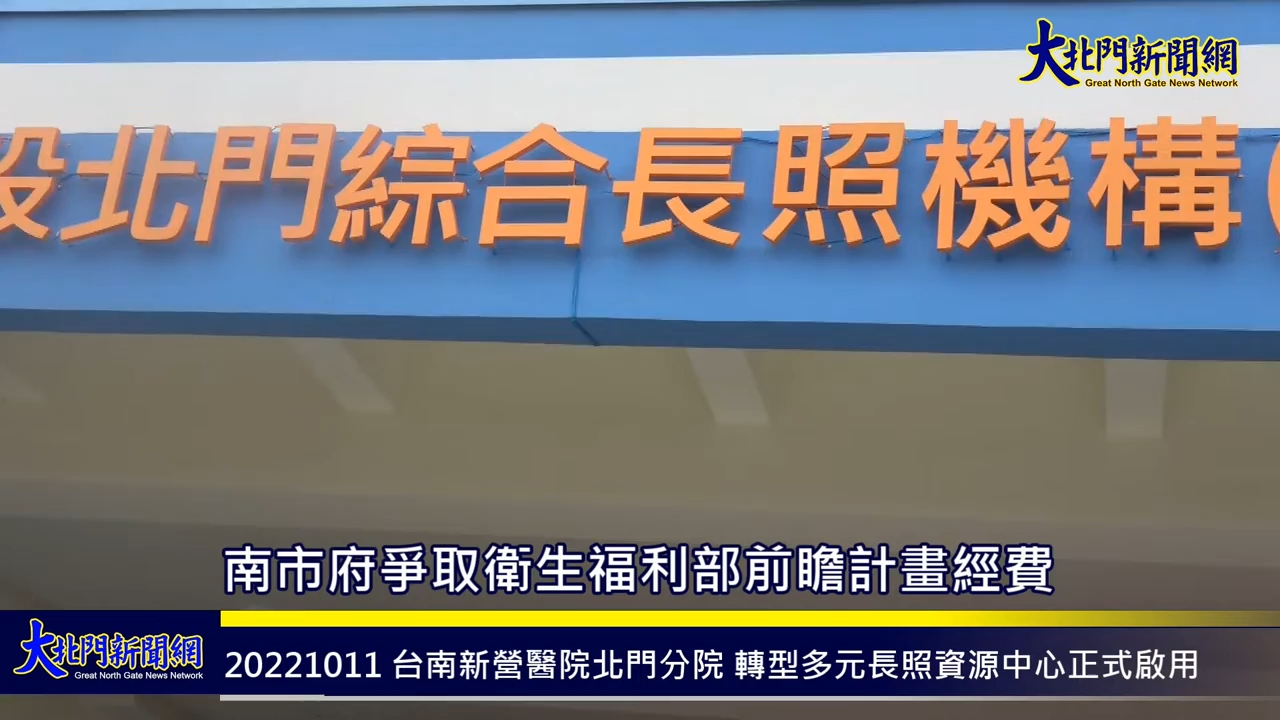 大北門新聞網
Great North Gate News Network
設北門綜合長照機構(
南市府爭取衛生福利部前瞻計畫經費
大北門新聞網
Great North Gate News Network
20221011 台南新營醫院北門分院 轉型多元長照資源中心正式啟用